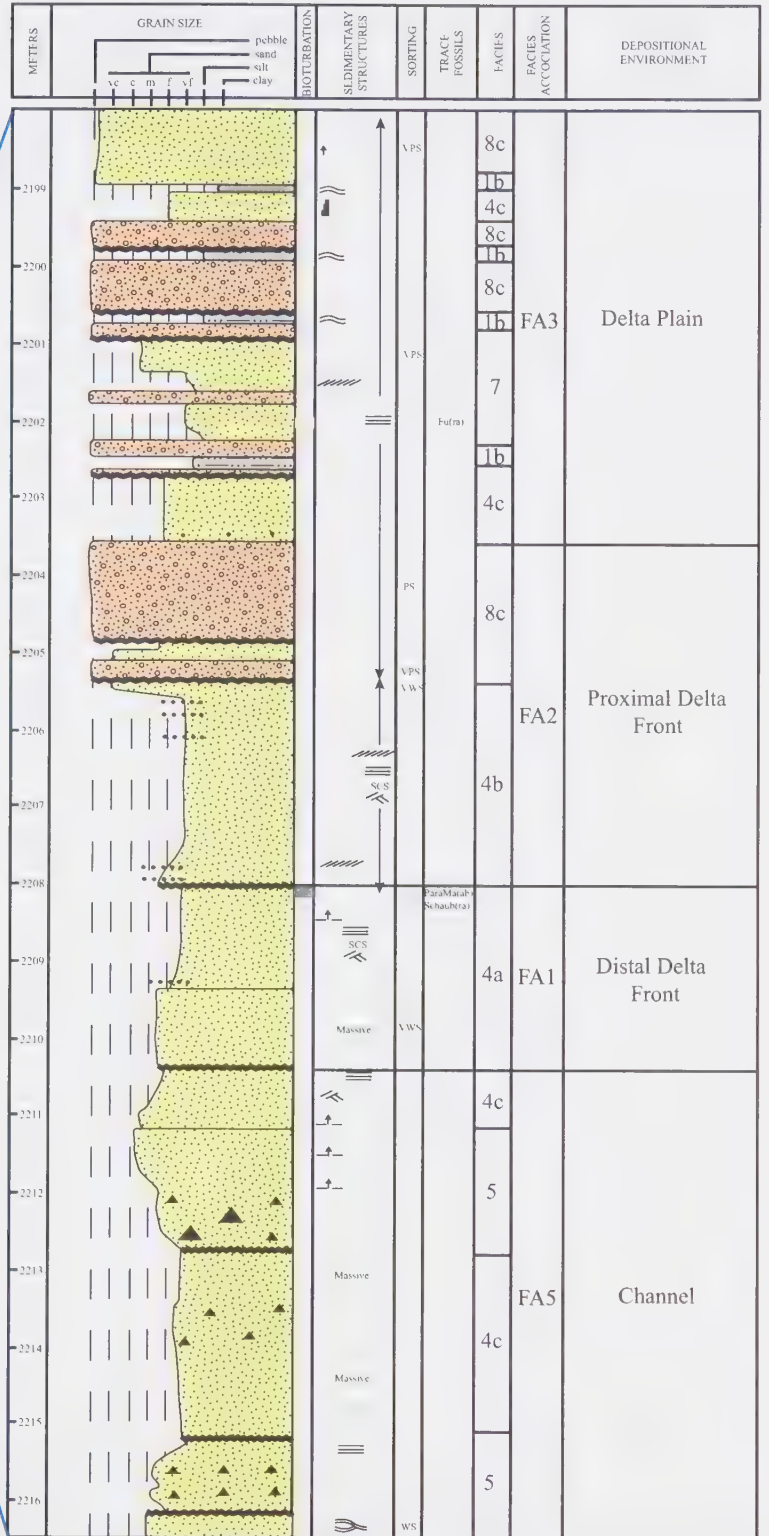 METERS
GRAIN SIZE
pebble
sand
silt
clay
vc c m f vf
BIOTURBATION
SEDIMENTARY STRUCTURES
SORTING
TRACE FOSSILS
FACIES
FACIES ACCOCIATION
DEPOSITIONAL ENVIRONMENT
VPS
8c
2199
1b
4c
8c
2200
1b
8c
1b
FA3
Delta Plain
2201
VPS
7
2202
Fu(ra)
1b
2203
4c
2204
PS
8c
2205
VPS
VWS
FA2
Proximal Delta
Front
2206
SCS
4b
2207
2208
SCS
2209
4a
FA1
Distal Delta
Front
2210
Massive
VWS
4c
2211
5
2212
2213
Massive
FA5
Channel
4c
2214
Massive
2215
5
2216
WS